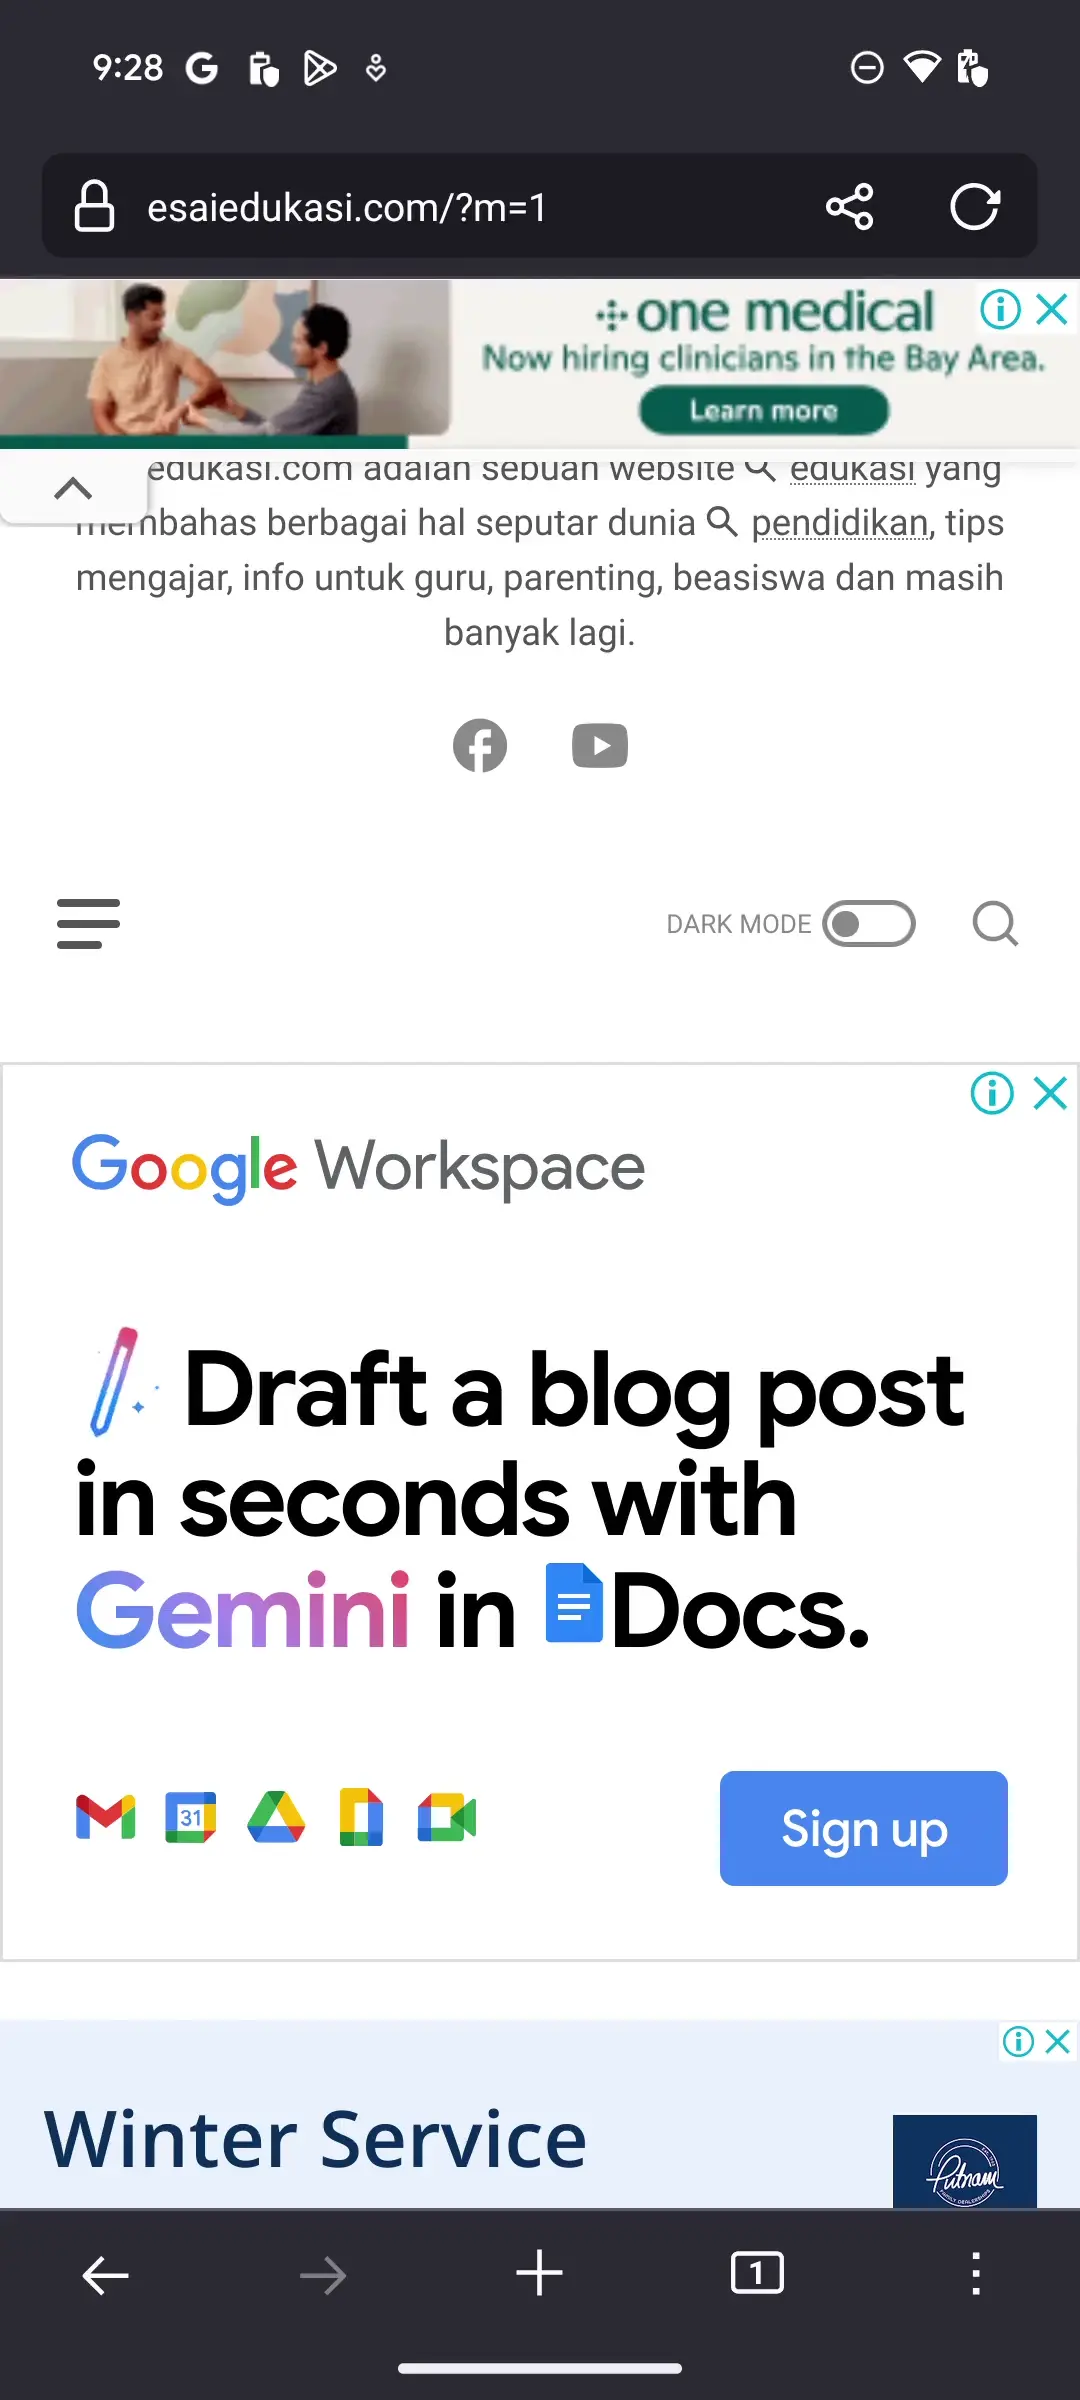 9:28
esaiedukasi.com/?m=1
one medical
Now hiring clinicians in the Bay Area.
Learn more
edukasi.com adalah sebuah website edukasi yang
membahas berbagai hal seputar dunia pendidikan, tips
mengajar, info untuk guru, parenting, beasiswa dan masih
banyak lagi.
DARK MODE
Google Workspace
Draft a blog post
in seconds with
Gemini in Docs.
31
Sign up
Winter Service
Putnam
1